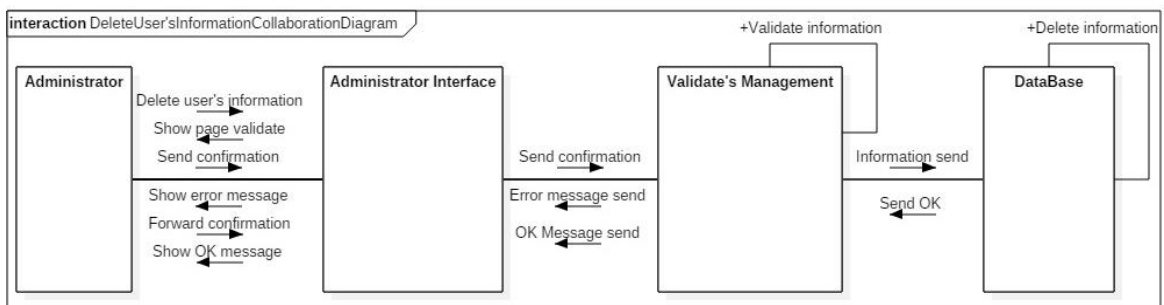 interaction DeleteUser'sInformationCollaborationDiagram
+Validate information
+Delete information
Administrator
Administrator Interface
Validate's Management
DataBase
Delete user's information
Show page validate
Send confirmation
Send confirmation
Information send
Show error message
Error message send
Send OK
Forward confirmation
OK Message send
Show OK message